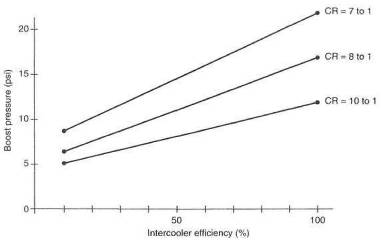 CR = 7 to 1
20
CR = 8 to 1
15
Boost pressure (psi)
CR = 10 to 1
10
5
0
50
100
Intercooler efficiency (%)